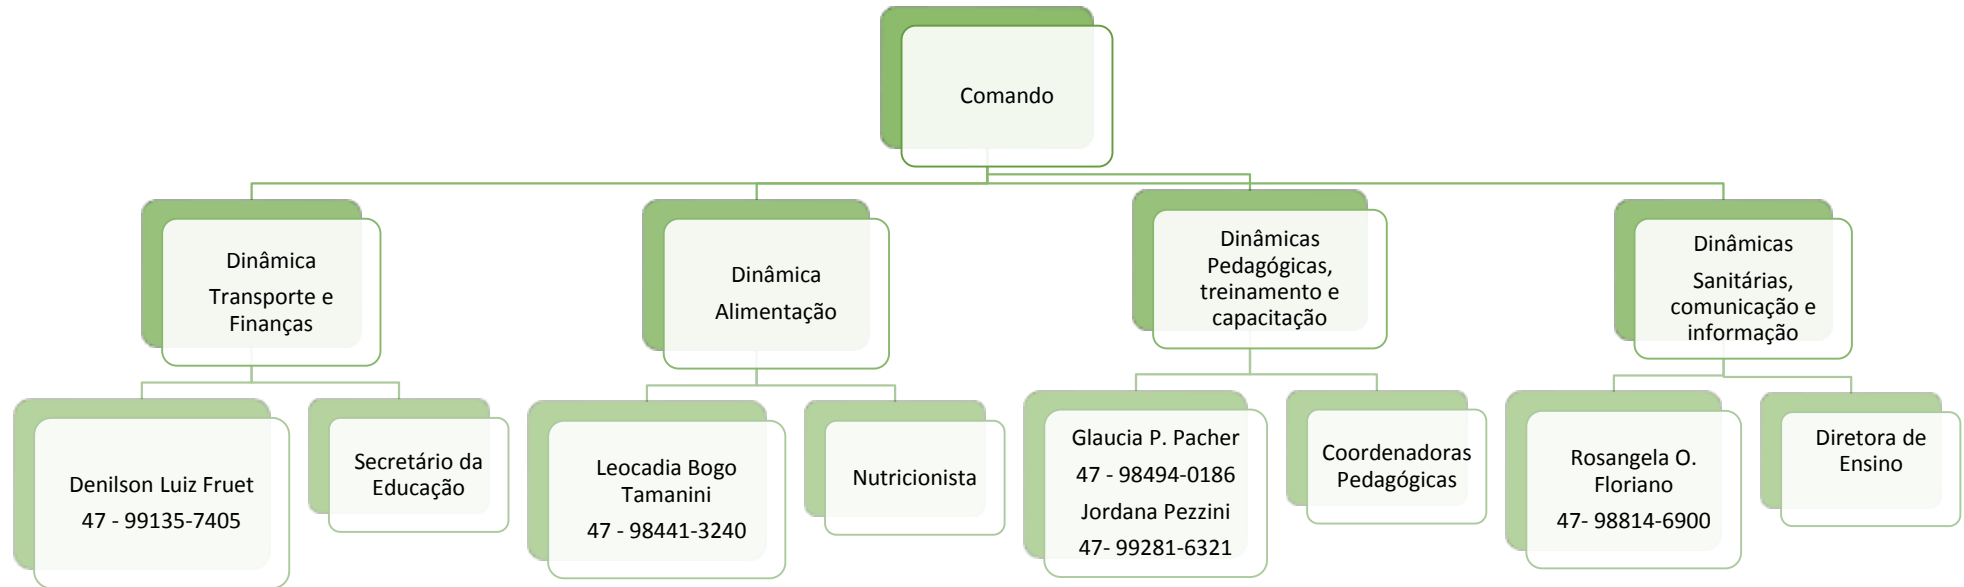 Comando
Dinâmica
Transporte e
Finanças
Dinâmica
Alimentação
Dinâmicas
Pedagógicas,
treinamento e
capacitação
Dinâmicas
Sanitárias,
comunicação e
informação
Denilson Luiz Fruet
47 - 99135-7405
Secretário da
Educação
Leocadia Bogo
Tamanini
47 - 98441-3240
Nutricionista
Glaucia P. Pacher
47 - 98494-0186
Jordana Pezzini
47- 99281-6321
Coordenadoras
Pedagógicas
Rosangela O.
Floriano
47- 98814-6900
Diretora de
Ensino